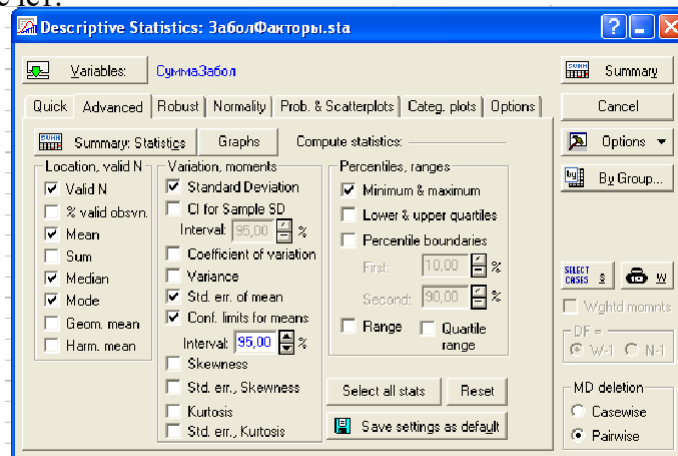 Descriptive Statistics: ЗаболФакторы.sta
Variables:
СуммаЗабол
Summary
Quick
Advanced
Robust
Normality
Prob. & Scatterplots
Categ. plots
Options
Cancel
Summary: Statistics
Graphs
Compute statistics:
Options
By Group...
Location, valid N
Valid N
% valid obsvn.
Mean
Sum
Median
Mode
Geom. mean
Harm. mean
Variation, moments
Standard Deviation
CI for Sample SD
Interval: 95,00 %
Coefficient of variation
Variance
Std. err. of mean
Conf. limits for means
Interval: 95,00 %
Skewness
Std. err., Skewness
Kurtosis
Std. err., Kurtosis
Percentiles, ranges
Minimum & maximum
Lower & upper quartiles
Percentile boundaries
First: 10,00 %
Second: 90,00 %
Range
Quartile
range
Select all stats
Reset
Save settings as default
SELECT
CASES
S
W
Wghtd momnts
DF =
W-1
N-1
MD deletion
Casewise
Pairwise